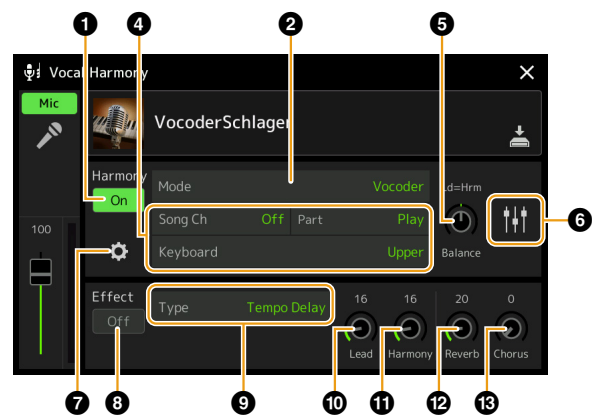 1 4 2 5
Vocal Harmony
Mic
VocoderSchlager
Harmony
On
Mode Vocoder
Ld=Hrm
Song Ch Off Part Play
6
100
Keyboard Upper
Balance
Effect
Off
Type Tempo Delay
16 16 20 0
Lead Harmony Reverb Chorus
7 8 9 10 11 12 13